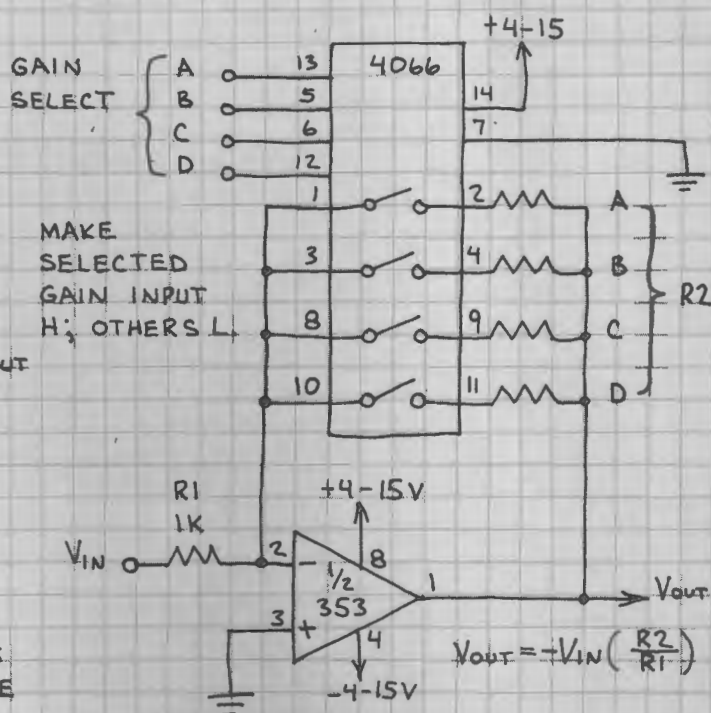 +4-15
GAIN
SELECT
A
B
C
D
13
5
6
12
4066
14
7
1
3
8
10
2
4
9
11
A
B
C
D
R2
MAKE
SELECTED
GAIN INPUT
H; OTHERS L
R1
1K
+4-15V
VIN
2
-
8
1/2
353
1
VOUT
3
+
4
-4-15V
VOUT = -VIN (R2/R1)